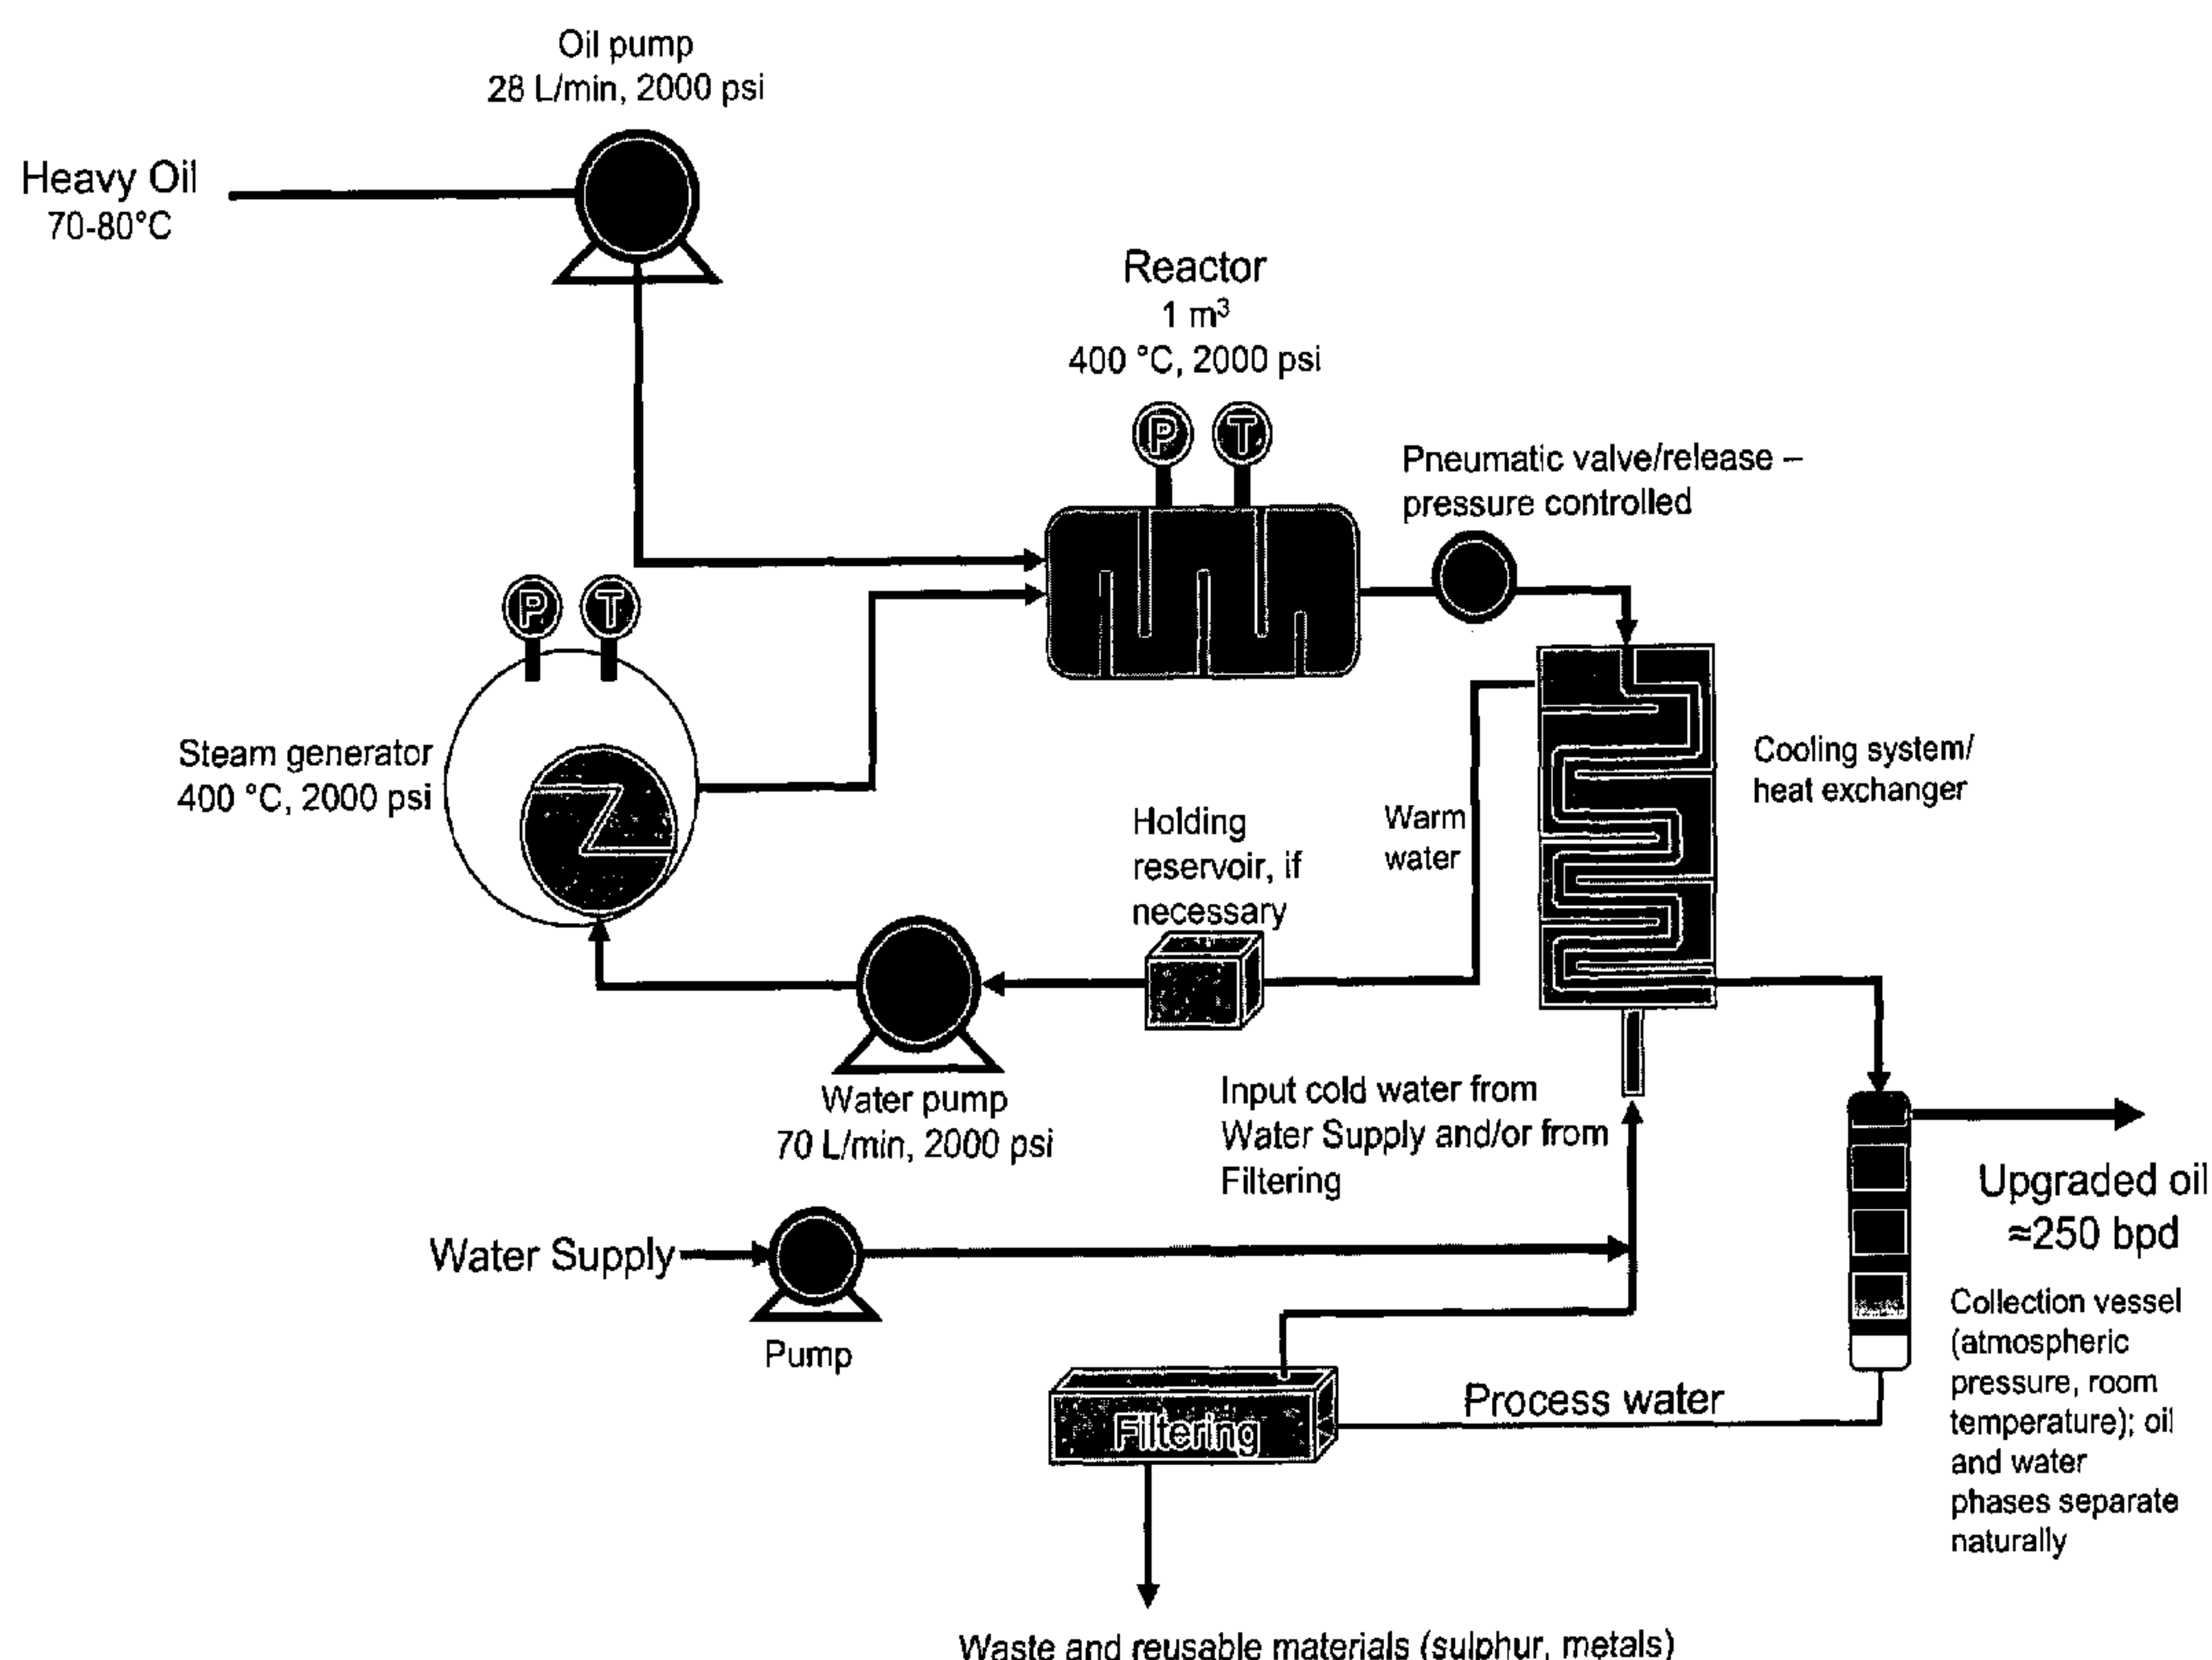 Oil pump
28 L/min, 2000 psi
Heavy Oil
70-80°C
Reactor
1 m³
400 °C, 2000 psi
P
T
Pneumatic valve/release –
pressure controlled
P
T
Steam generator
400 °C, 2000 psi
Cooling system/
heat exchanger
Holding
reservoir, if
necessary
Warm
water
Water pump
70 L/min, 2000 psi
Input cold water from
Water Supply and/or from
Filtering
Water Supply
Pump
Upgraded oil
≈250 bpd
Collection vessel
(atmospheric
pressure, room
temperature); oil
and water
phases separate
naturally
Process water
Filtering
Waste and reusable materials (sulphur, metals)